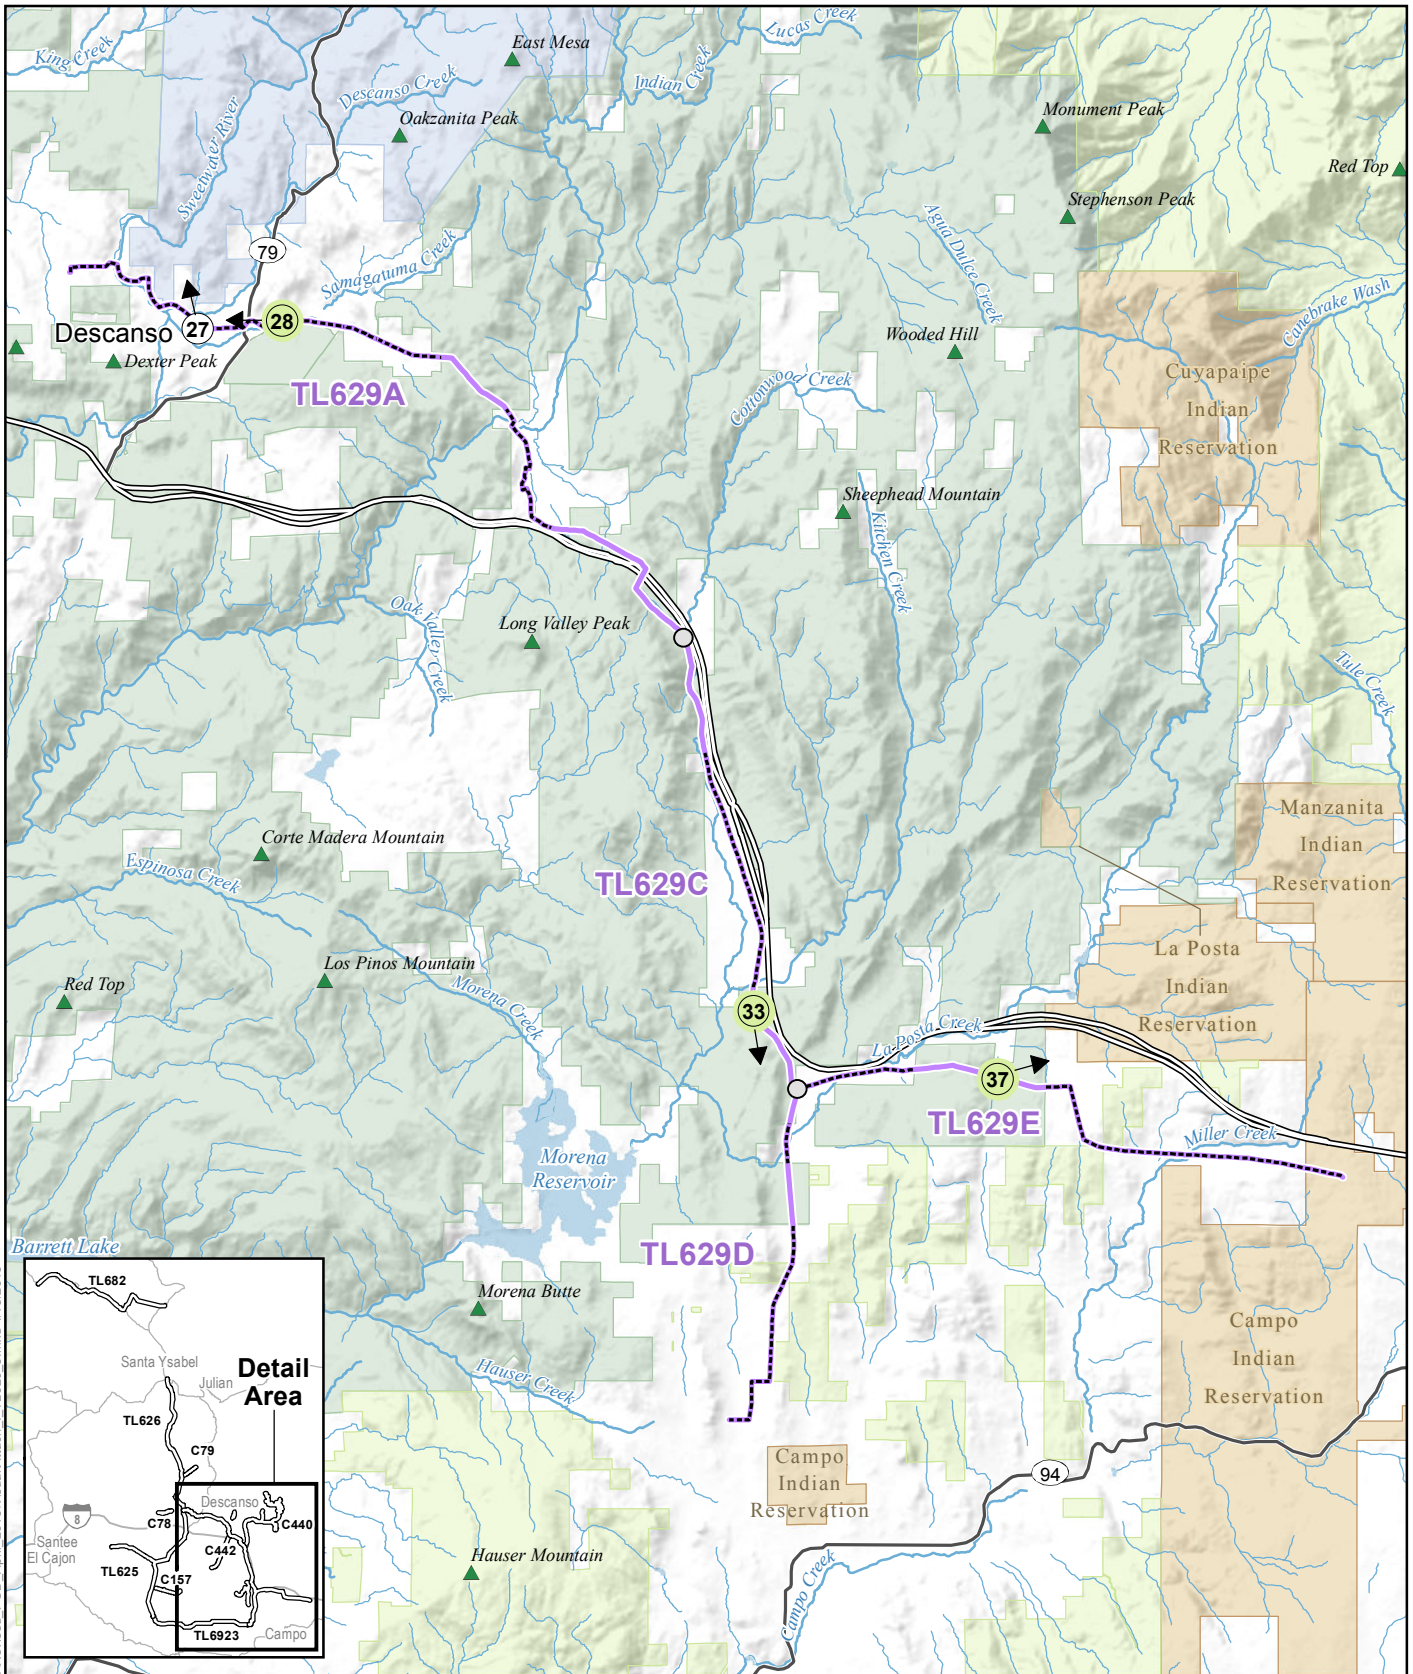 King Creek
East Mesa
Lucas Creek
Indian Creek
Descanso Creek
Oakzanita Peak
Monument Peak
Red Top
Sweetwater River
Stephenson Peak
79
Samagatuma Creek
Agua Dulce Creek
Canebrake Wash
Descanso
27
28
Dexter Peak
TL629A
Wooded Hill
Cottonwood Creek
Cuyapaipe
Indian
Reservation
Sheephead Mountain
Kitchen Creek
Oak Valley Creek
Long Valley Peak
Tule Creek
Corte Madera Mountain
Espinosa Creek
TL629C
Manzanita
Indian
Reservation
La Posta
Indian
Reservation
Los Pinos Mountain
Red Top
Morena Creek
33
La Posta Creek
37
TL629E
Miller Creek
Morena
Reservoir
TL629D
Barrett Lake
Morena Butte
Hauser Creek
Campo
Indian
Reservation
Campo
Indian
Reservation
94
Hauser Mountain
Campo Creek
TL682
Santa Ysabel
Julian
Detail
Area
TL626
C79
Descanso
8
C78
C440
Santee
El Cajon
C442
TL625
C157
TL6923
Campo